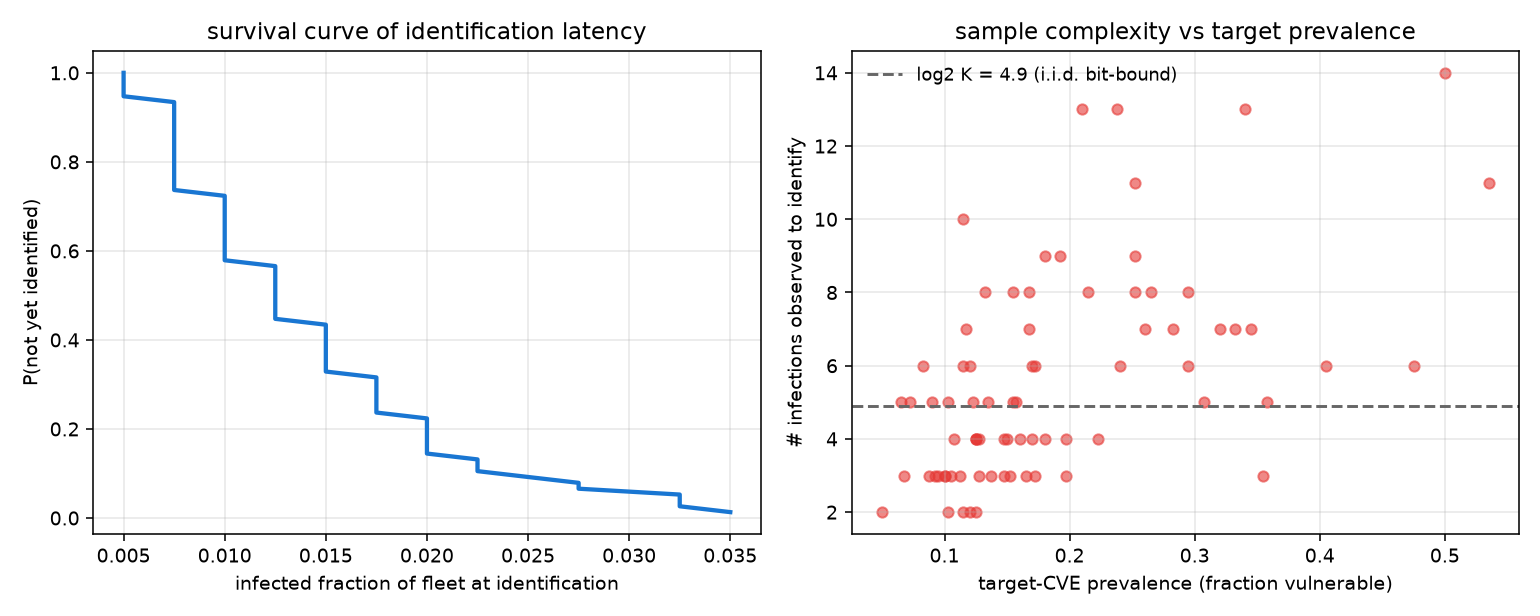 survival curve of identification latency
P(not yet identified)
1.0
0.8
0.6
0.4
0.2
0.0
0.005 0.010 0.015 0.020 0.025 0.030 0.035
infected fraction of fleet at identification
sample complexity vs target prevalence
log2 K = 4.9 (i.i.d. bit-bound)
# infections observed to identify
14
12
10
8
6
4
2
0.1 0.2 0.3 0.4 0.5
target-CVE prevalence (fraction vulnerable)